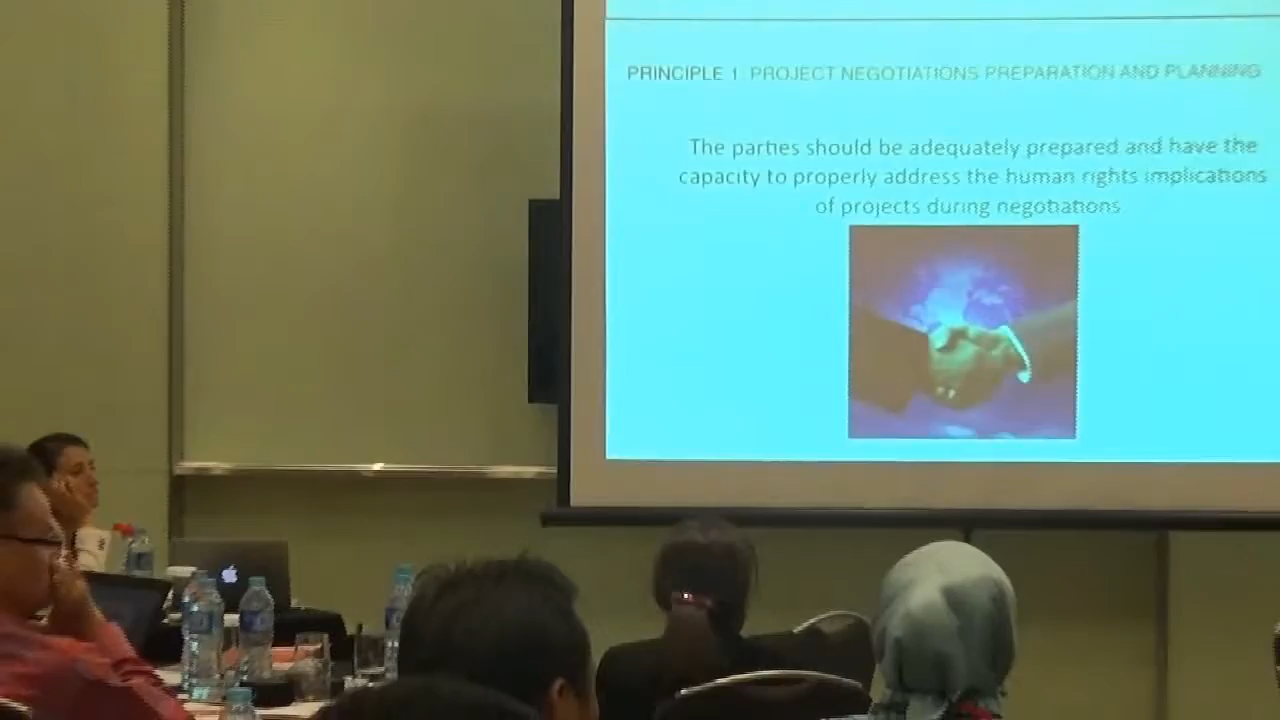 PRINCIPLE 1 PROJECT NEGOTIATIONS PREPARATION AND PLANNING
The parties should be adequately prepared and have the
capacity to properly address the human rights implications
of projects during negotiations